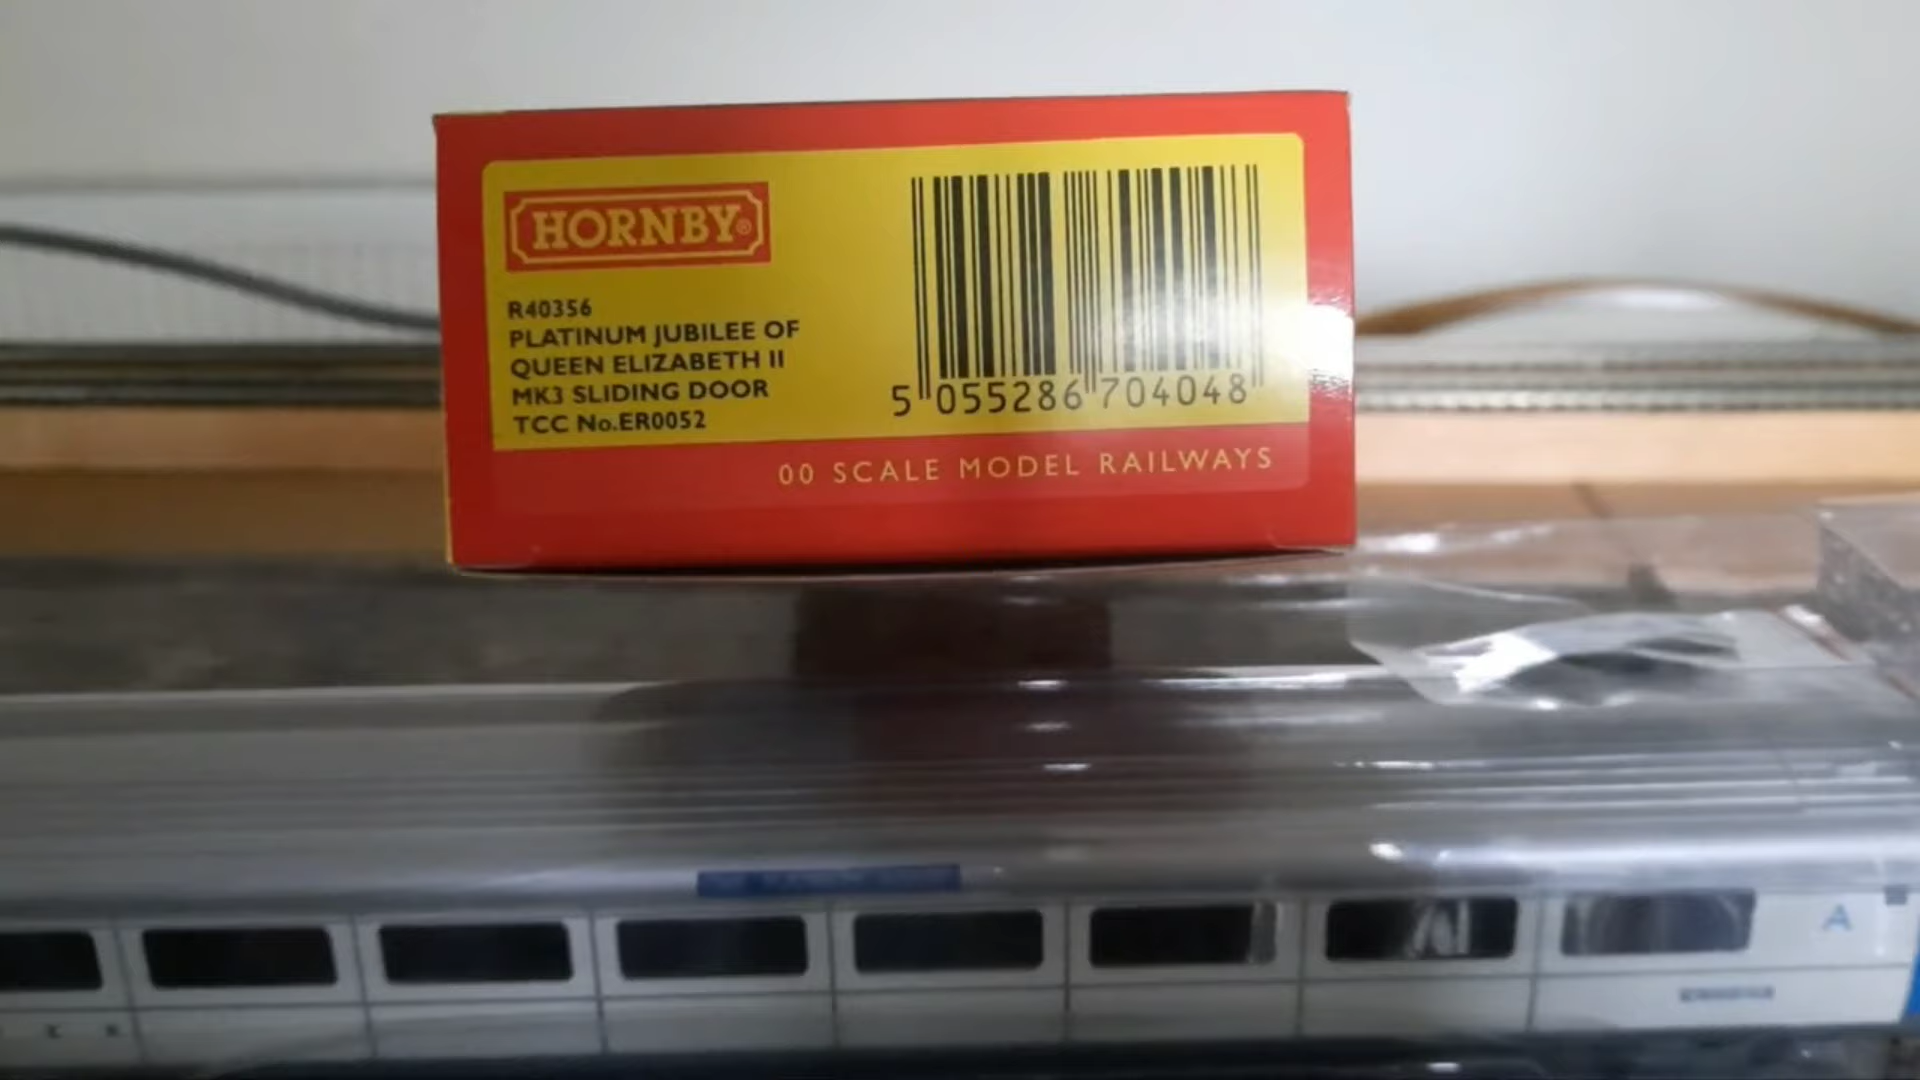 HORNBY®
R40356
PLATINUM JUBILEE OF
QUEEN ELIZABETH II
MK3 SLIDING DOOR
TCC No.ER0052
5 055286 704048
00 SCALE MODEL RAILWAYS
A